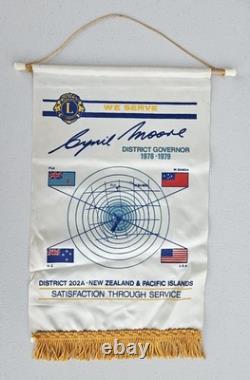 L
WE SERVE
Cyril Moore
DISTRICT GOVERNOR
1978-1979
FIJI
W. SAMOA
N.Z.
U.S.A.
DISTRICT 202A-NEW ZEALAND & PACIFIC ISLANDS
SATISFACTION THROUGH SERVICE